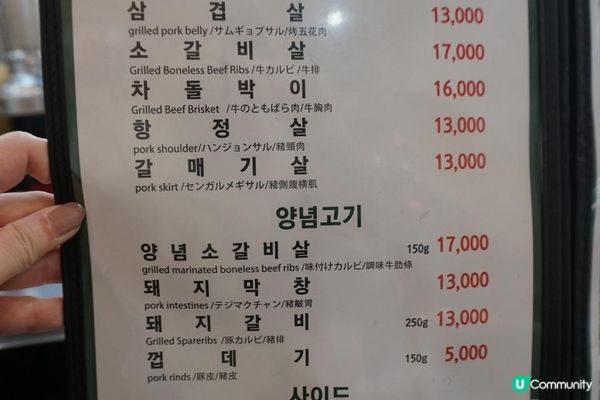 삼겹살 13,000
grilled pork belly /サムギョプサル/烤五花肉
소갈비살 17,000
Grilled Boneless Beef Ribs /牛カルビ/牛排
차돌박이 16,000
Grilled Beef Brisket /牛のともばら肉/牛胸肉
항정살 13,000
pork shoulder/ハンジョンサル/豬頸肉
갈매기살 13,000
pork skirt /センガルメギサル/豬側腹橫肌
양념고기
양념소갈비살 150g 17,000
grilled marinated boneless beef ribs /味付けカルビ/調味牛肋條
돼지막창 13,000
pork intestines /テジマクチャン/豬皺胃
돼지갈비 250g 13,000
Grilled Spareribs /豚カルビ/豬排
껍데기 150g 5,000
pork rinds /豚皮/豬皮
사이드
U Community